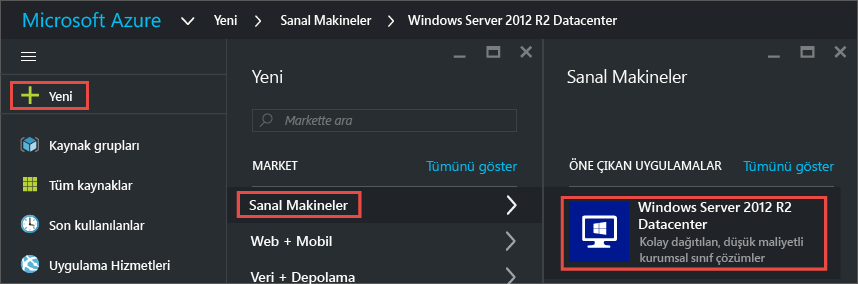 Microsoft Azure Yeni Sanal Makineler Windows Server 2012 R2 Datacenter
Yeni
Kaynak grupları
Tüm kaynaklar
Son kullanılanlar
Uygulama Hizmetleri
Yeni
Markette ara
MARKET Tümünü göster
Sanal Makineler
Web + Mobil
Veri + Depolama
Sanal Makineler
ÖNE ÇIKAN UYGULAMALAR Tümünü göster
Windows Server 2012 R2
Datacenter
Kolay dağıtılan, düşük maliyetli
kurumsal sınıf çözümler